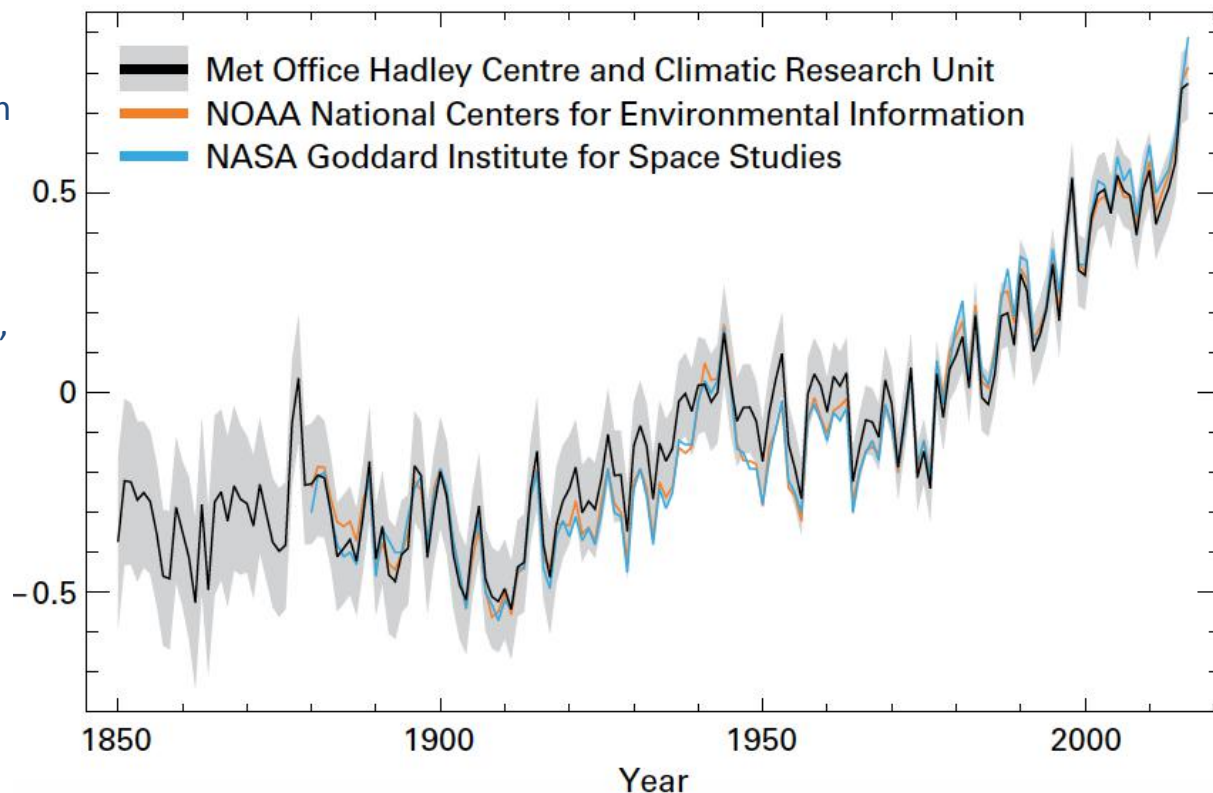 Met Office Hadley Centre and Climatic Research Unit
NOAA National Centers for Environmental Information
NASA Goddard Institute for Space Studies
0.5
0
−0.5
1850 1900 1950 2000
Year